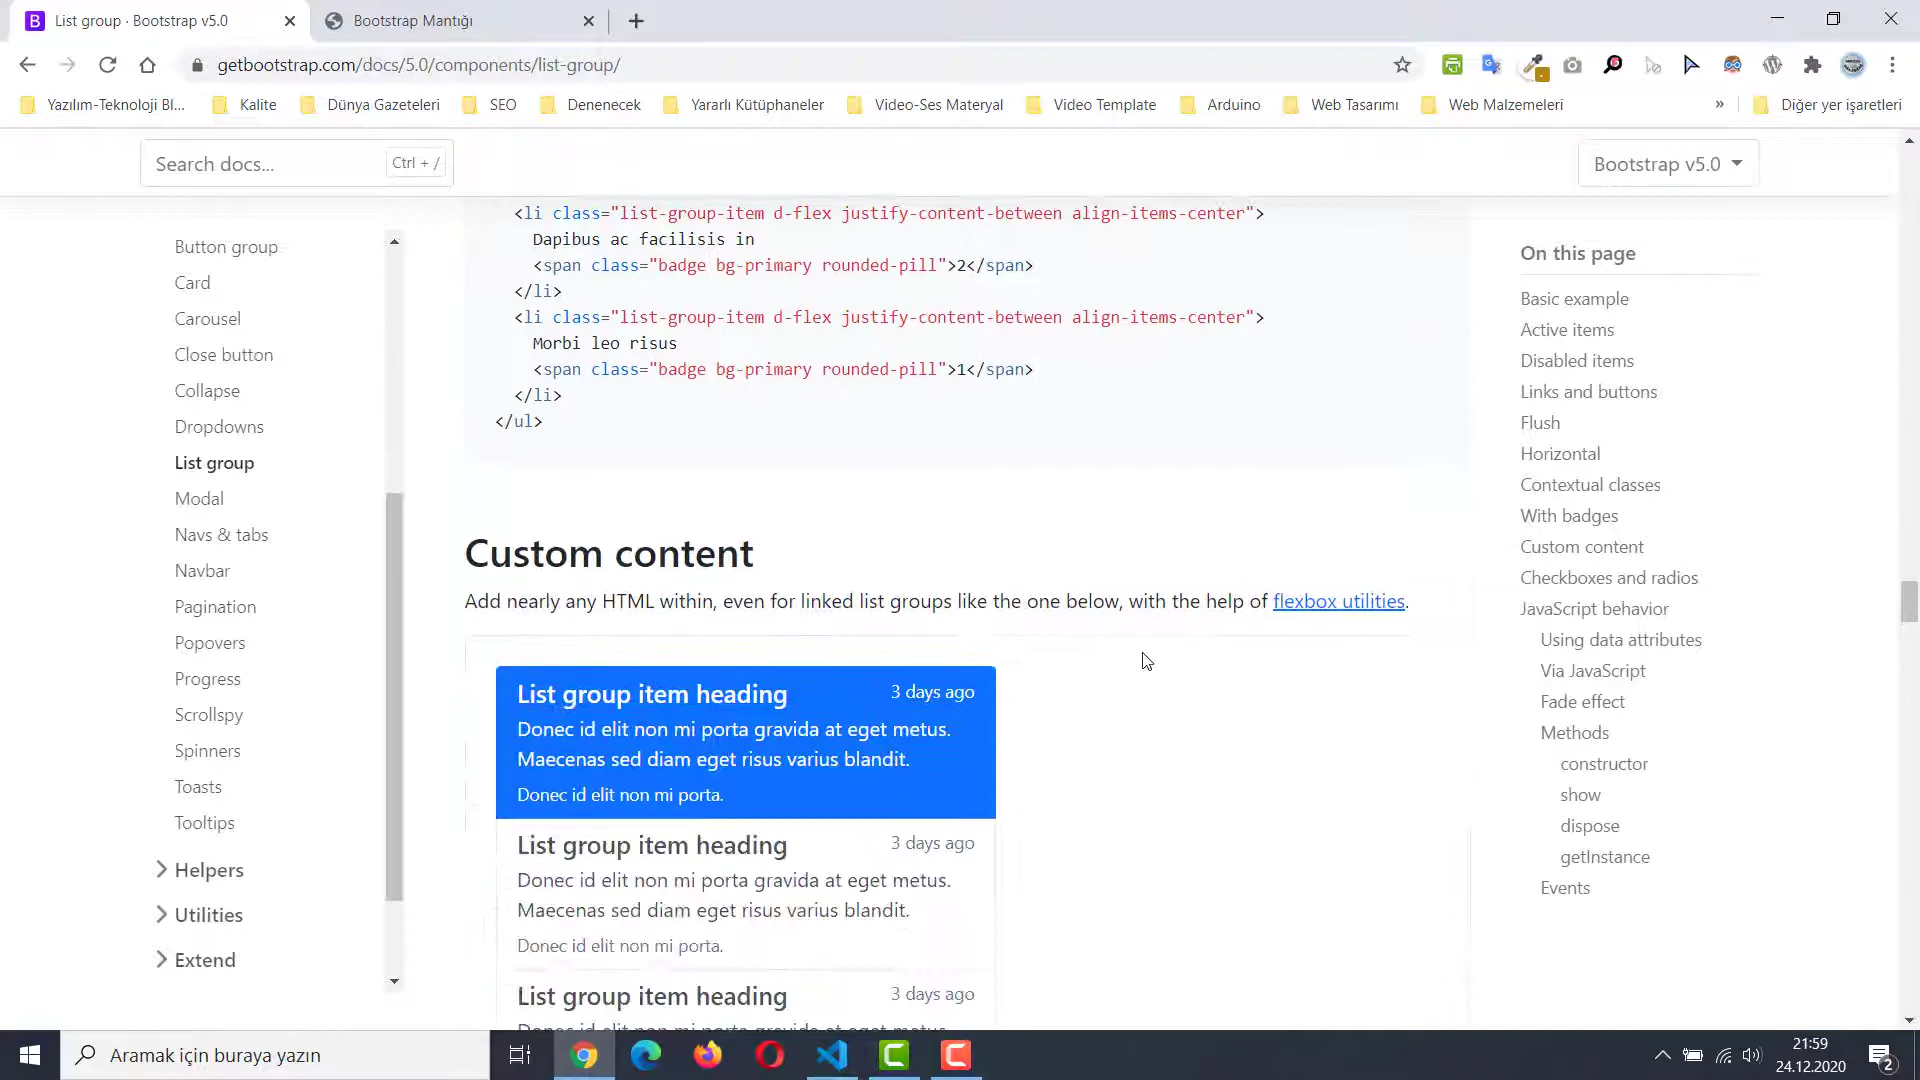 List group · Bootstrap v5.0
Bootstrap Mantığı
getbootstrap.com/docs/5.0/components/list-group/
Yazılım-Teknoloji Bl...
Kalite
Dünya Gazeteleri
SEO
Denenecek
Yararlı Kütüphaneler
Video-Ses Materyal
Video Template
Arduino
Web Tasarımı
Web Malzemeleri
»
Diğer yer işaretleri
Search docs...
Ctrl + /
Bootstrap v5.0
Button group
Card
Carousel
Close button
Collapse
Dropdowns
List group
Modal
Navs & tabs
Navbar
Pagination
Popovers
Progress
Scrollspy
Spinners
Toasts
Tooltips
Helpers
Utilities
Extend
<li class="list-group-item d-flex justify-content-between align-items-center">
Dapibus ac facilisis in
<span class="badge bg-primary rounded-pill">2</span>
</li>
<li class="list-group-item d-flex justify-content-between align-items-center">
Morbi leo risus
<span class="badge bg-primary rounded-pill">1</span>
</li>
</ul>
Custom content
Add nearly any HTML within, even for linked list groups like the one below, with the help of flexbox utilities.
List group item heading 3 days ago
Donec id elit non mi porta gravida at eget metus.
Maecenas sed diam eget risus varius blandit.
Donec id elit non mi porta.
List group item heading 3 days ago
Donec id elit non mi porta gravida at eget metus.
Maecenas sed diam eget risus varius blandit.
Donec id elit non mi porta.
List group item heading 3 days ago
Donec id elit non mi porta gravida at eget metus.
On this page
Basic example
Active items
Disabled items
Links and buttons
Flush
Horizontal
Contextual classes
With badges
Custom content
Checkboxes and radios
JavaScript behavior
Using data attributes
Via JavaScript
Fade effect
Methods
constructor
show
dispose
getInstance
Events
Aramak için buraya yazın
21:59
24.12.2020
2